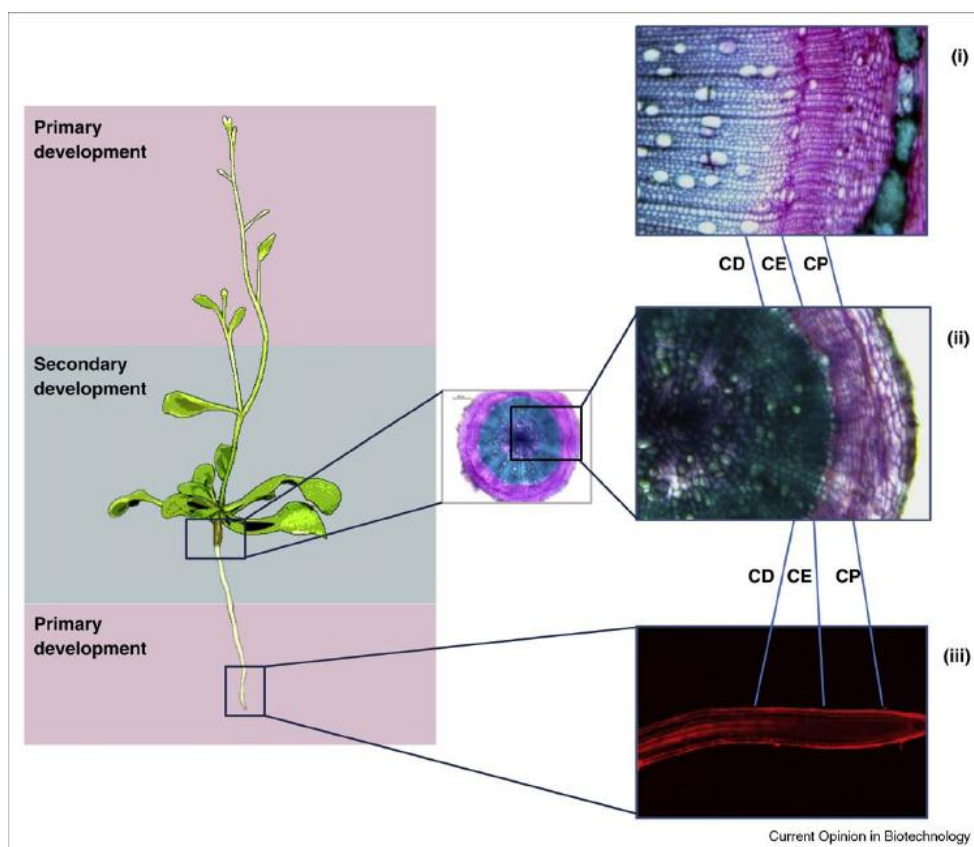 Primary
development
Secondary
development
Primary
development
(i)
CD CE CP
(ii)
CD CE CP
(iii)
Current Opinion in Biotechnology